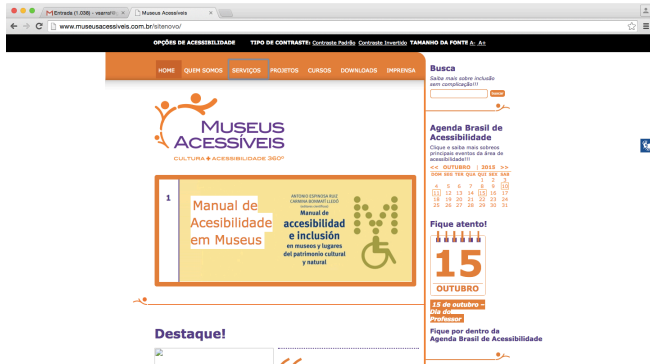 Museus Acessíveis
www.museusacessiveis.com.br/sitenovo/
OPÇÕES DE ACESSIBILIDADE TIPO DE CONTRASTE: Contraste Padrão Contraste Invertido TAMANHO DA FONTE A- A+
HOME QUEM SOMOS SERVIÇOS PROJETOS CURSOS DOWNLOADS IMPRENSA
MUSEUS
ACESSÍVEIS
CULTURA + ACESSIBILIDADE 360º
1
Manual de
Acesibilidade
em Museus
ANTONIO ESPINOSA RUIZ
CARMINA BONMATÍ LLEDÓ
Manual de
accesibilidad
e inclusión
en museos y lugares
del patrimonio cultural
y natural
Destaque!
Busca
Saiba mais sobre inclusão
sem complicação!!!
Agenda Brasil de
Acessibilidade
Clique e saiba mais sobreos
principais eventos da área de
acessibilidade!!!
<< OUTUBRO | 2015 >>
DOM SEG TER QUA QUI SEX SAB
1 2 3
4 5 6 7 8 9 10
11 12 13 14 15 16 17
18 19 20 21 22 23 24
25 26 27 28 29 30 31
Fique atento!
15
OUTUBRO
15 de outubro –
Dia do
Professor
Fique por dentro da
Agenda Brasil de Acessibilidade